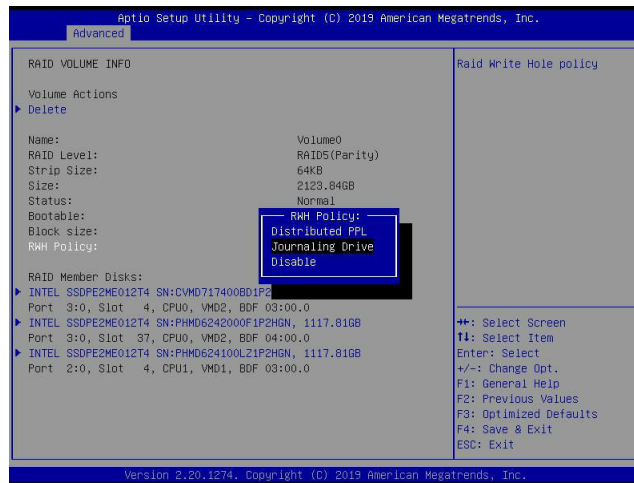 Aptio Setup Utility – Copyright (C) 2019 American Megatrends, Inc.
Advanced
RAID VOLUME INFO
Raid Write Hole policy
Volume Actions
Delete
Name: Volume0
RAID Level: RAID5(Parity)
Strip Size: 64KB
Size: 2123.84GB
Status: Normal
Bootable:
Block size:
RWH Policy:
RWH Policy:
Distributed PPL
Journaling Drive
Disable
RAID Member Disks:
INTEL SSDPE2ME012T4 SN:CVMD717400BD1P2
Port 3:0, Slot 4, CPU0, VMD2, BDF 03:00.0
INTEL SSDPE2ME012T4 SN:PHMD6242000F1P2HGN, 1117.81GB
Port 3:0, Slot 37, CPU0, VMD2, BDF 04:00.0
INTEL SSDPE2ME012T4 SN:PHMD624100LZ1P2HGN, 1117.81GB
Port 2:0, Slot 4, CPU1, VMD1, BDF 03:00.0
→←: Select Screen
↑↓: Select Item
Enter: Select
+/-: Change Opt.
F1: General Help
F2: Previous Values
F3: Optimized Defaults
F4: Save & Exit
ESC: Exit
Version 2.20.1274. Copyright (C) 2019 American Megatrends, Inc.